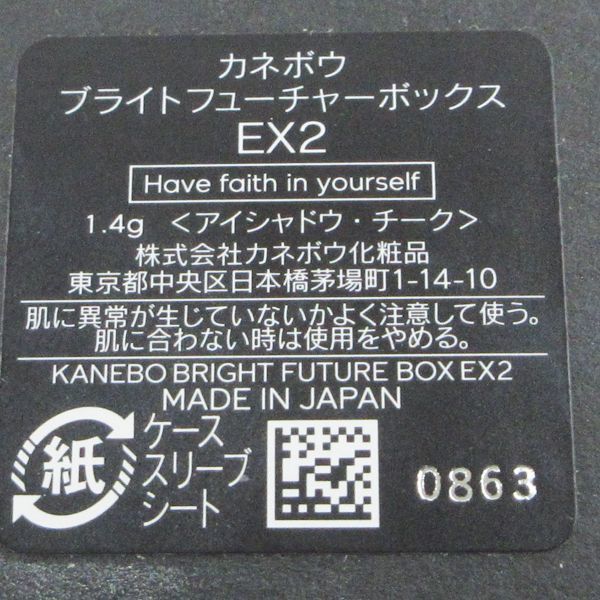 カネボウ
ブライトフューチャーボックス
EX2
Have faith in yourself
1.4g <アイシャドウ・チーク>
株式会社カネボウ化粧品
東京都中央区日本橋茅場町1-14-10
肌に異常が生じていないかよく注意して使う。
肌に合わない時は使用をやめる。
KANEBO BRIGHT FUTURE BOX EX2
MADE IN JAPAN
紙
ケース
スリーブ
シート
0863